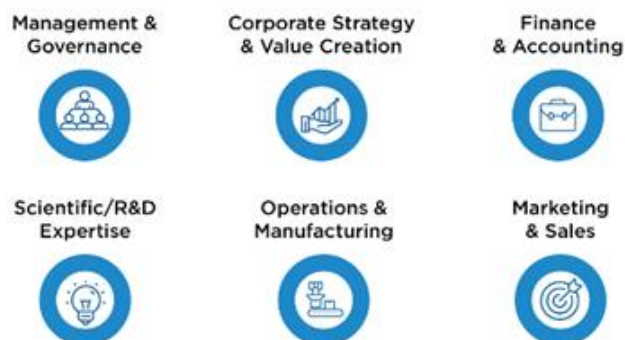 Management &
Governance
Corporate Strategy
& Value Creation
Finance
& Accounting
Scientific/R&D
Expertise
Operations &
Manufacturing
Marketing
& Sales